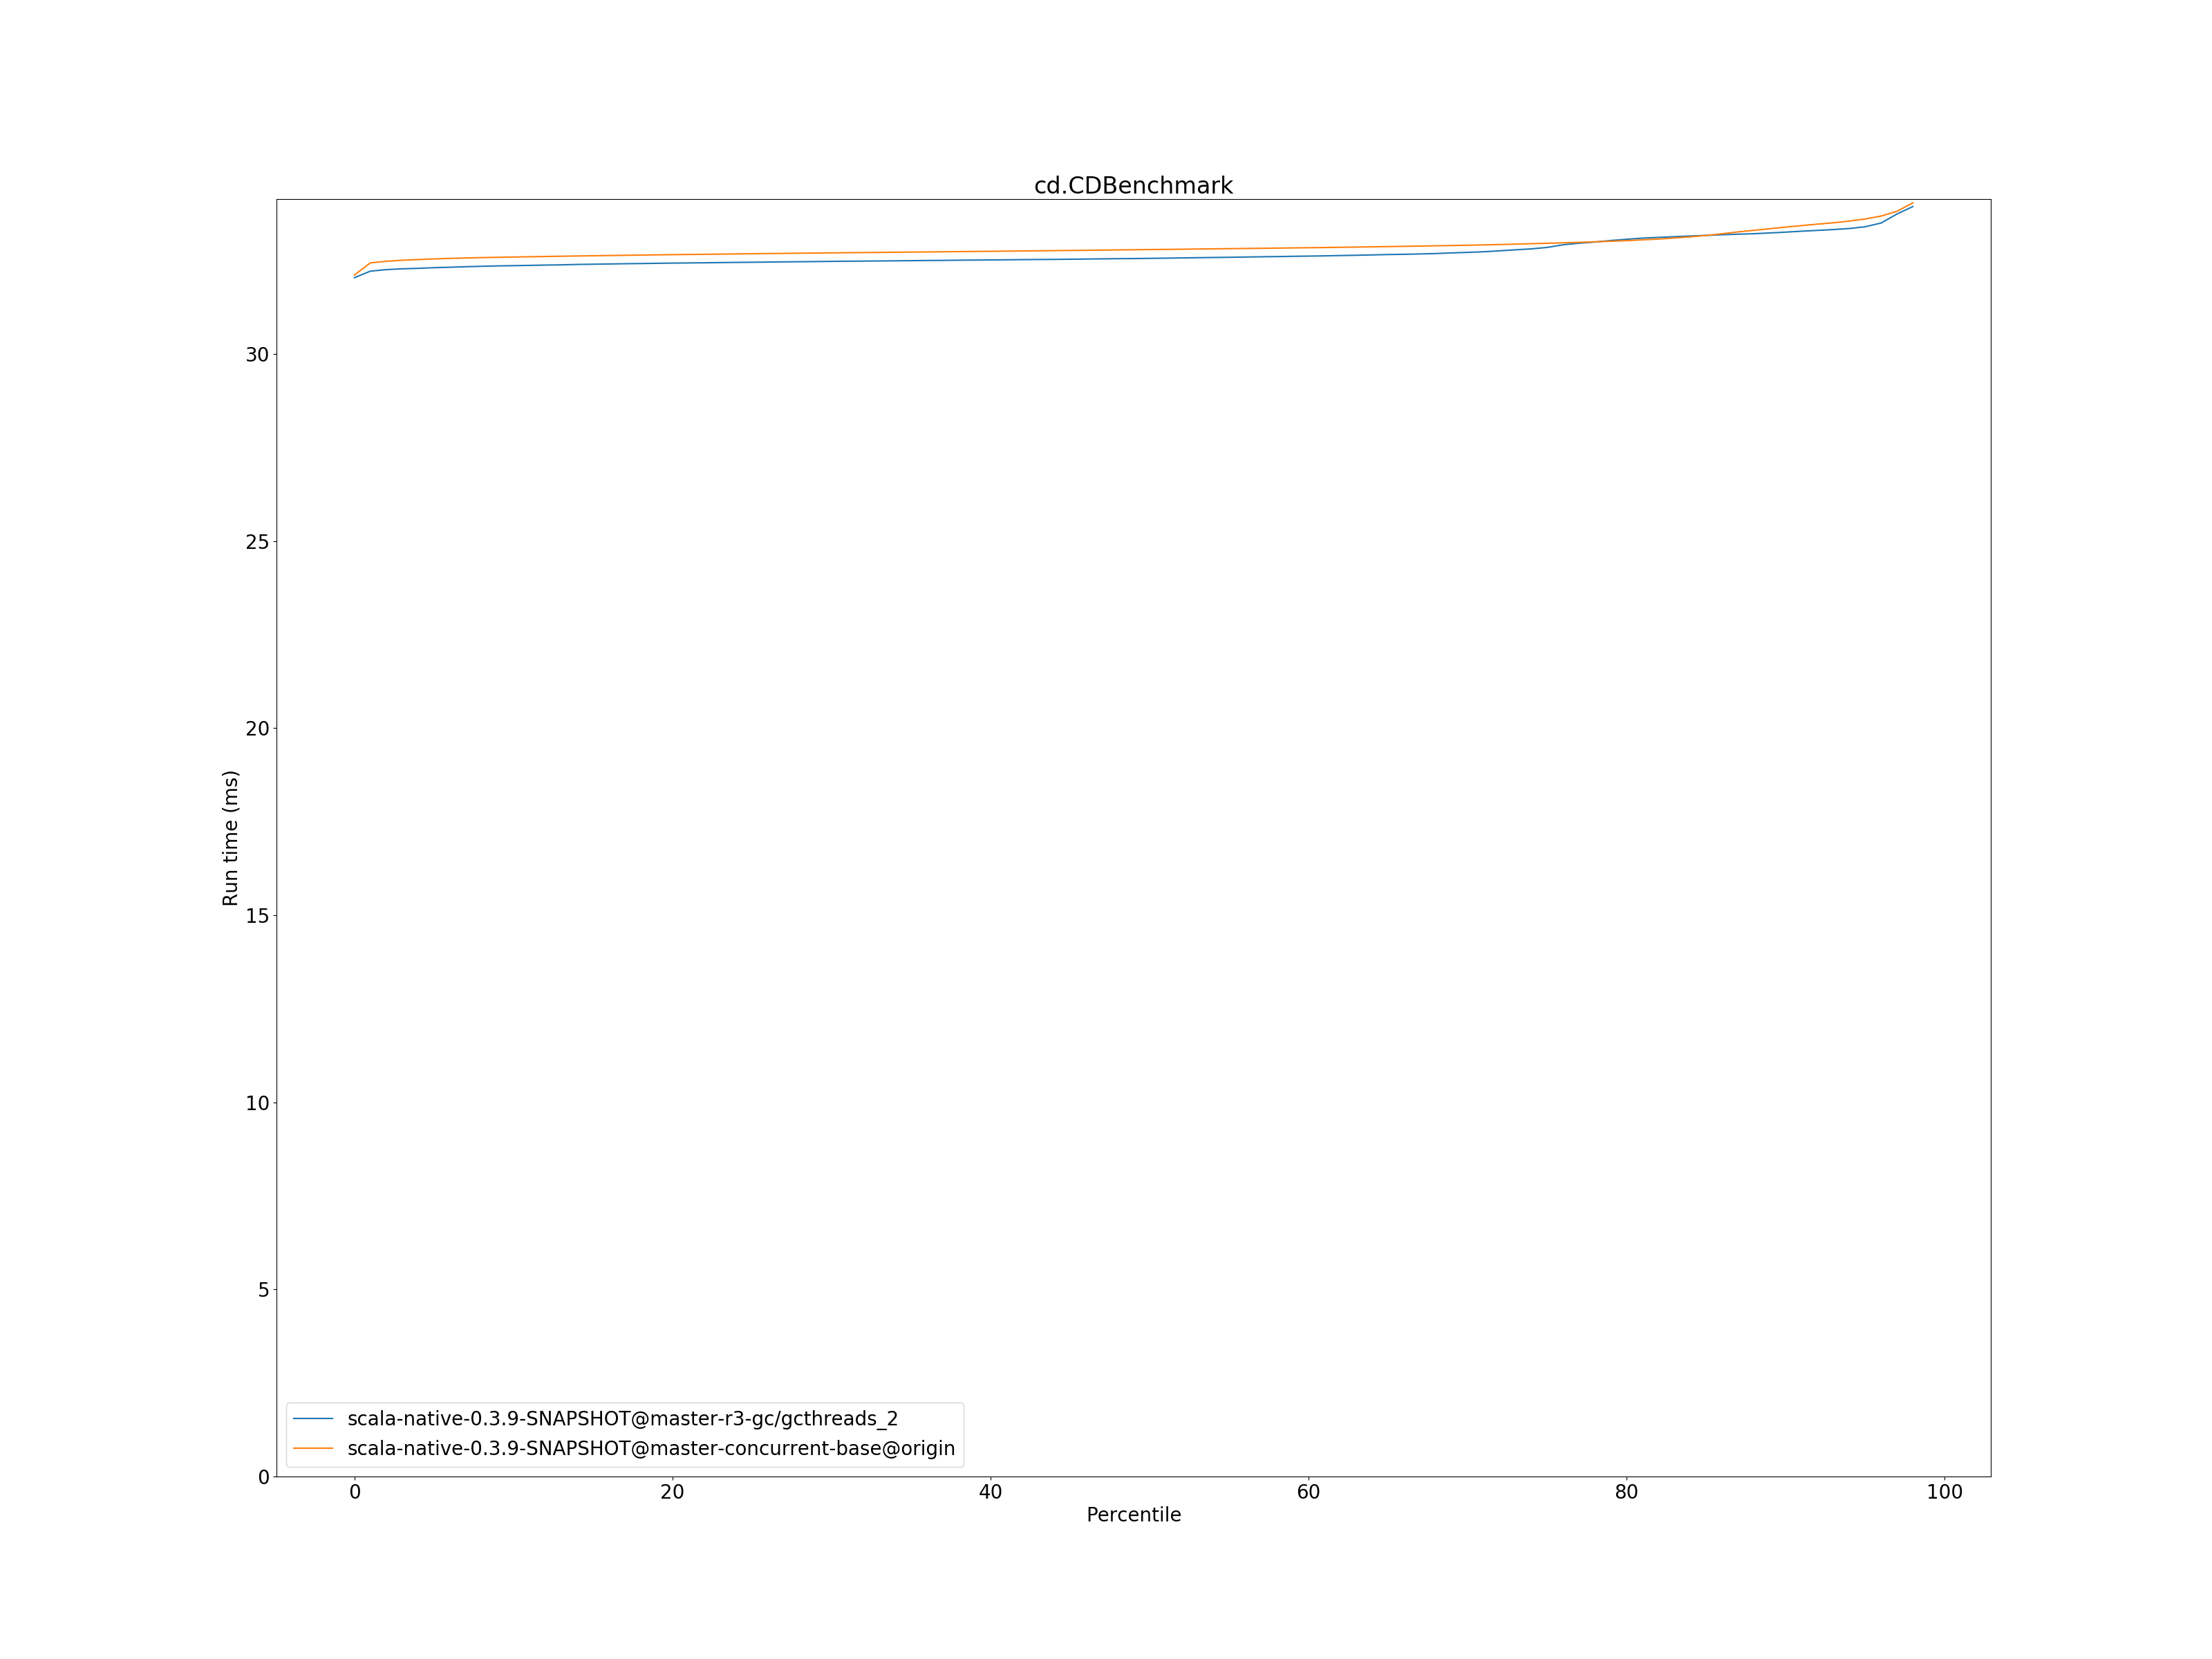 cd.CDBenchmark
Run time (ms)
30
25
20
15
10
5
0
0 20 40 60 80 100
Percentile
scala-native-0.3.9-SNAPSHOT@master-r3-gc/gcthreads_2
scala-native-0.3.9-SNAPSHOT@master-concurrent-base@origin